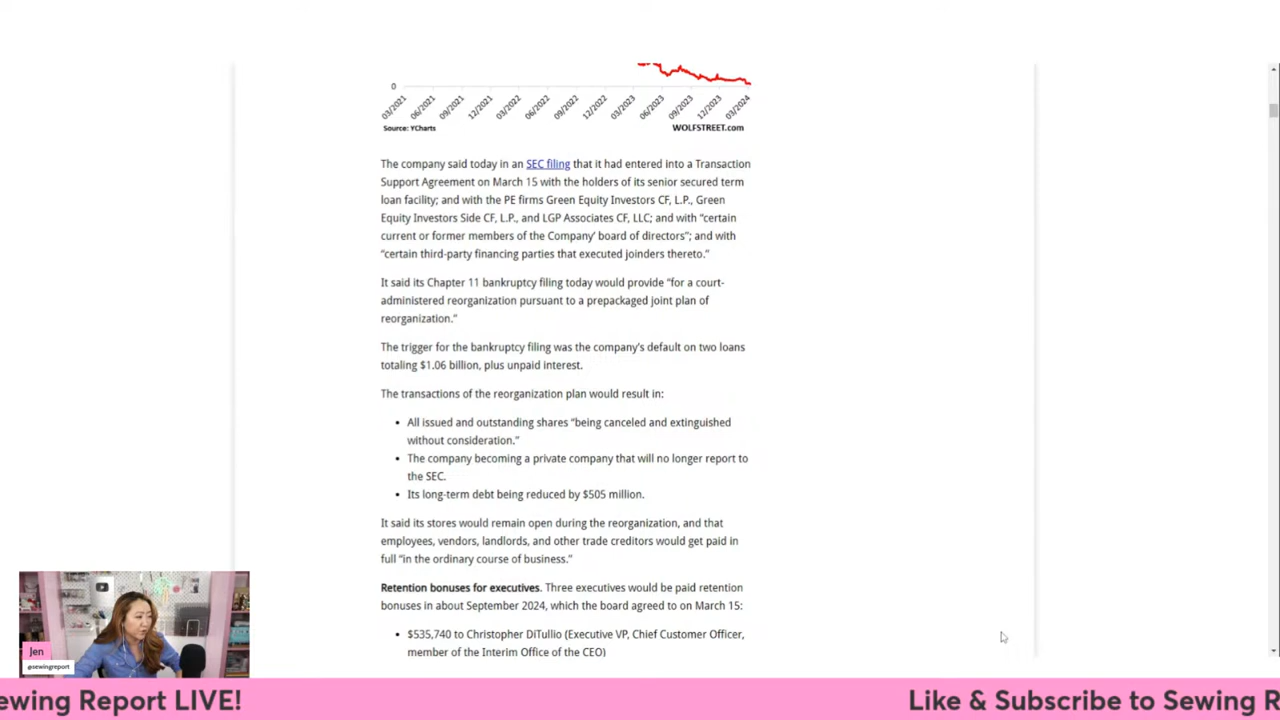 0
03/2021
06/2021
09/2021
12/2021
03/2022
06/2022
09/2022
12/2022
03/2023
06/2023
09/2023
12/2023
03/2024
Source: YCharts
WOLFSTREET.com
The company said today in an SEC filing that it had entered into a Transaction
Support Agreement on March 15 with the holders of its senior secured term
loan facility; and with the PE firms Green Equity Investors CF, L.P., Green
Equity Investors Side CF, L.P., and LGP Associates CF, LLC; and with “certain
current or former members of the Company’ board of directors”; and with
“certain third-party financing parties that executed joinders thereto.”
It said its Chapter 11 bankruptcy filing today would provide “for a court-
administered reorganization pursuant to a prepackaged joint plan of
reorganization.”
The trigger for the bankruptcy filing was the company’s default on two loans
totaling $1.06 billion, plus unpaid interest.
The transactions of the reorganization plan would result in:
• All issued and outstanding shares “being canceled and extinguished
without consideration.”
• The company becoming a private company that will no longer report to
the SEC.
• Its long-term debt being reduced by $505 million.
It said its stores would remain open during the reorganization, and that
employees, vendors, landlords, and other trade creditors would get paid in
full “in the ordinary course of business.”
Retention bonuses for executives. Three executives would be paid retention
bonuses in about September 2024, which the board agreed to on March 15:
• $535,740 to Christopher DiTullio (Executive VP, Chief Customer Officer,
member of the Interim Office of the CEO)
Jen
@sewingreport
ewing Report LIVE!
Like & Subscribe to Sewing R